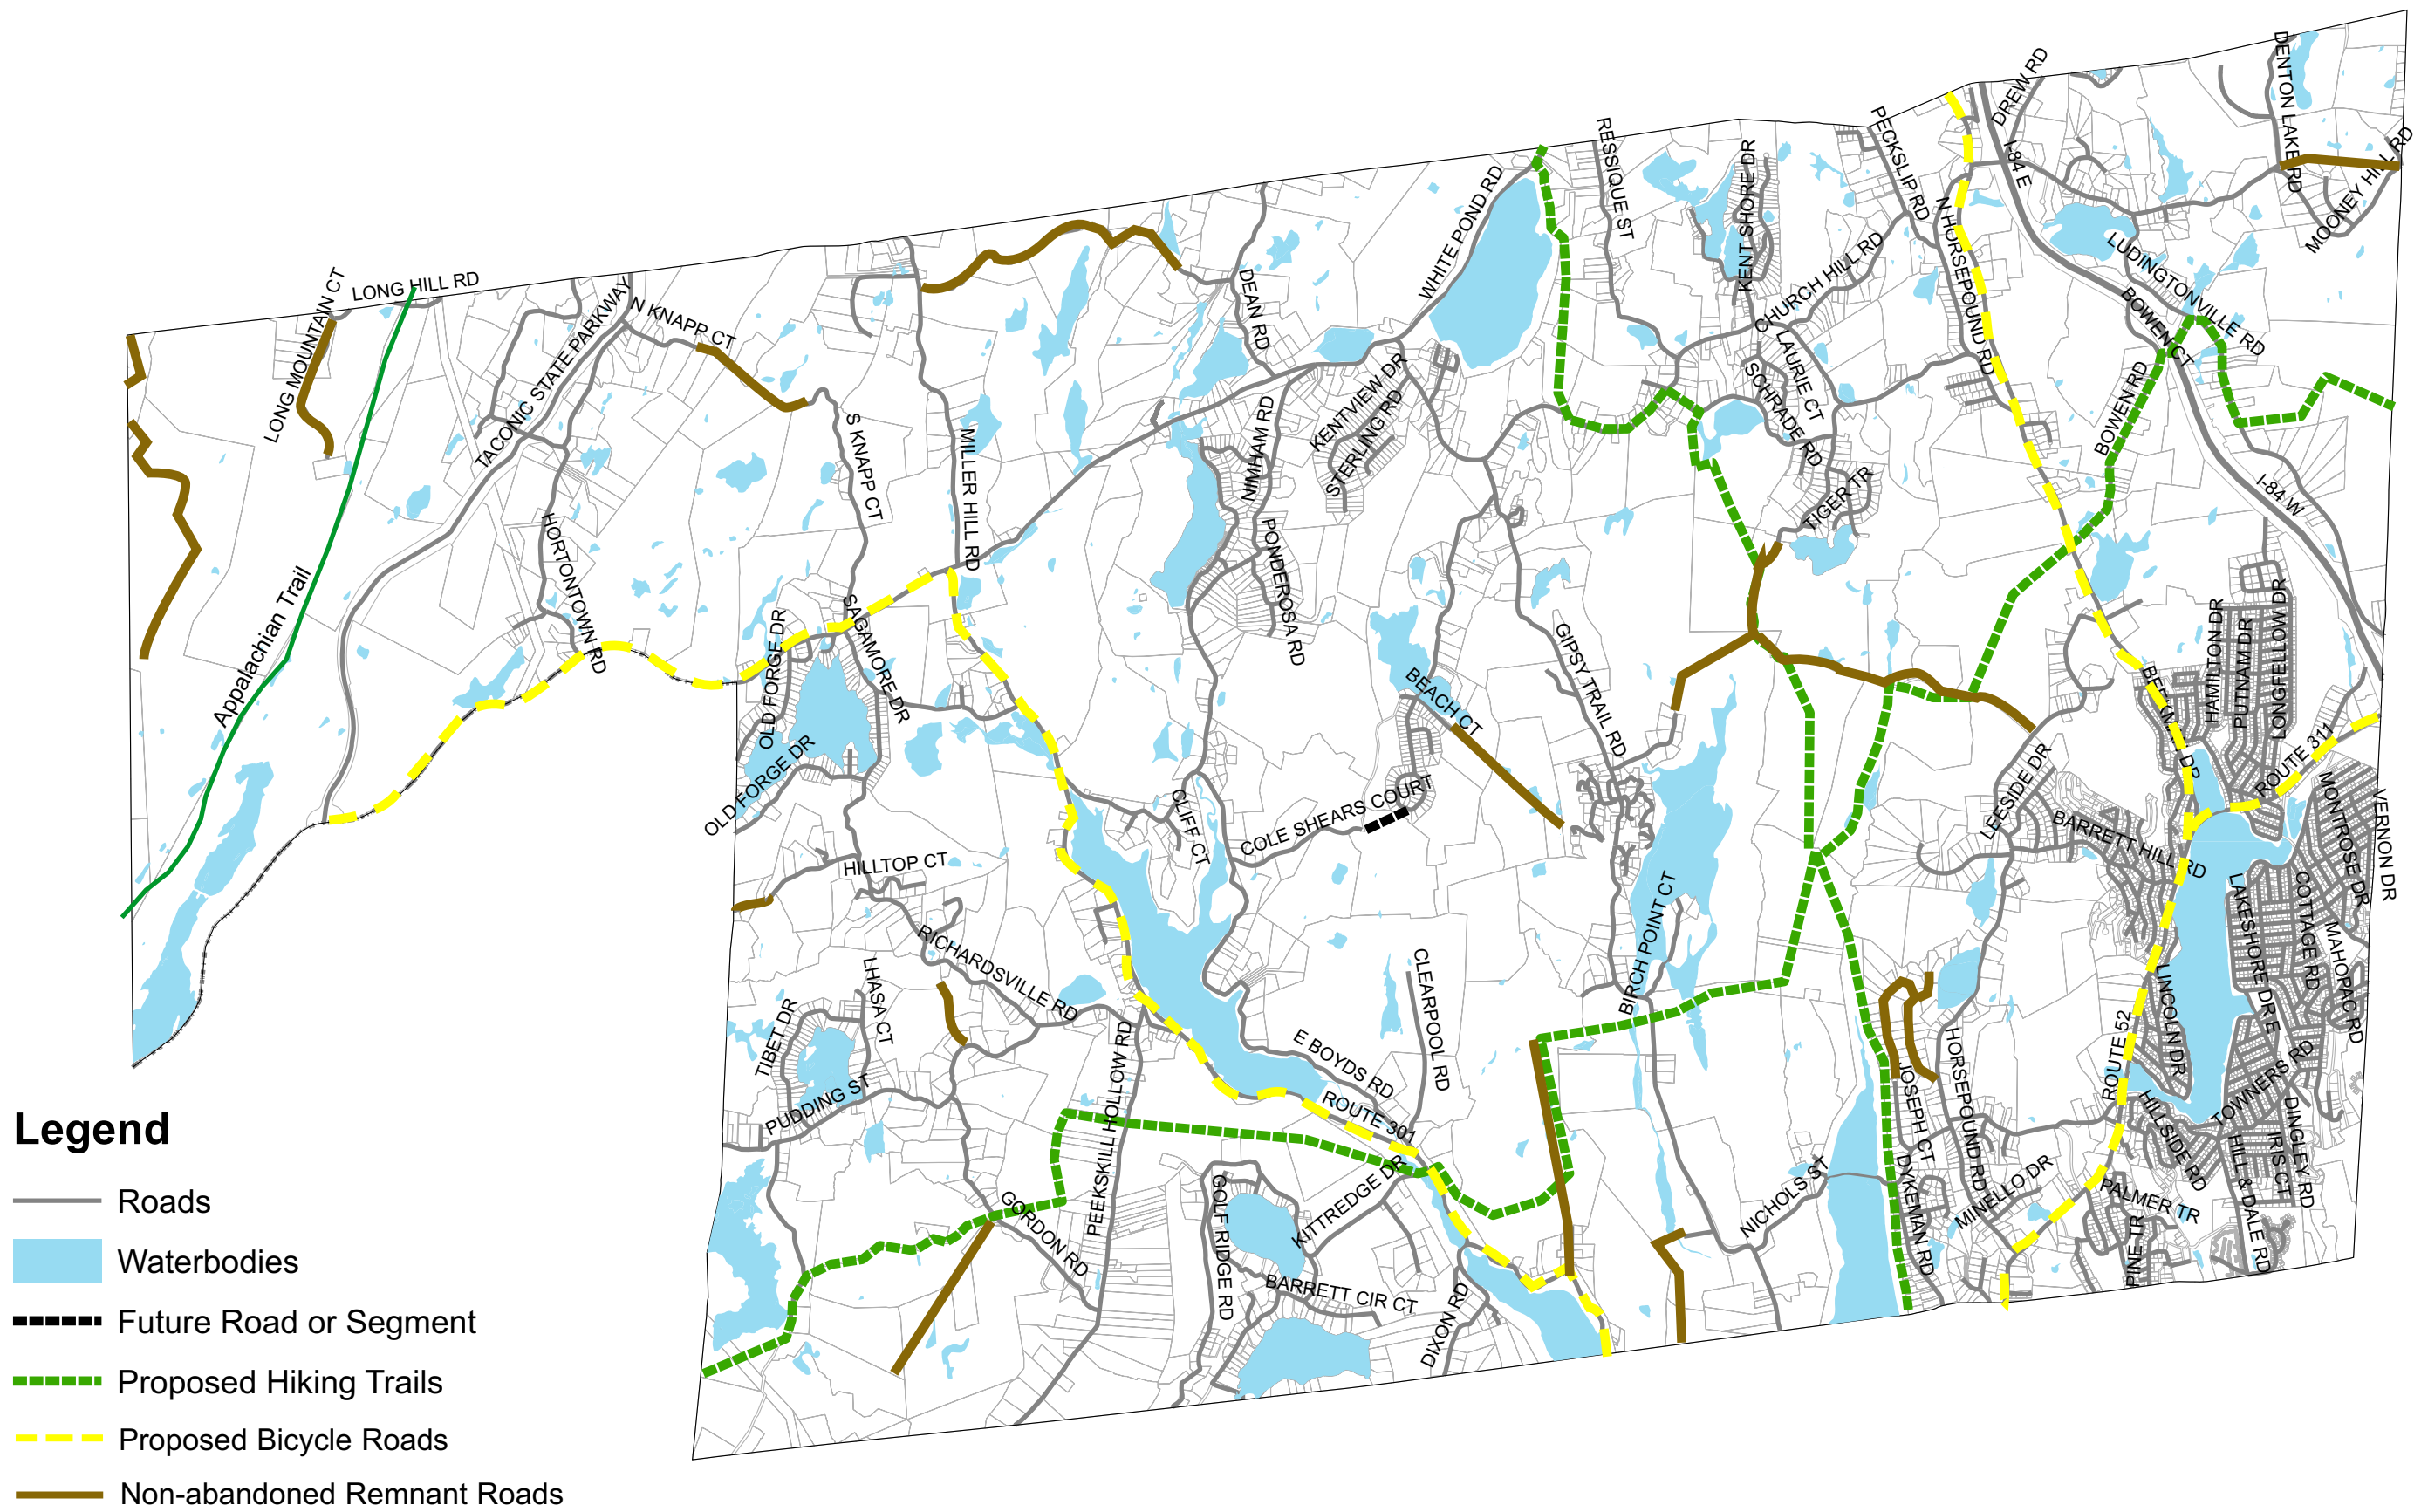 DENTON LAKE RD
DREW RD
I-84 E
PECKSLIP RD
RESSIQUE ST
KENT SHORE DR
WHITE POND RD
MOONEY HILL RD
N HORSEPOUND RD
CHURCH HILL RD
LUDINGTONVILLE RD
BOWEN CT
BOWEN RD
LONG HILL RD
LONG MOUNTAIN CT
TACONIC STATE PARKWAY
N KNAPP CT
DEAN RD
LAURIE CT
SCHRADE RD
KENTVIEW DR
STERLING RD
NIMHAM RD
S KNAPP CT
MILLER HILL RD
TIGER TR
I-84 W
HORTONTOWN RD
PONDEROSA RD
Appalachian Trail
OLD FORGE DR
SAGAMORE DR
GIPSY TRAIL RD
BEACH CT
HAMILTON DR
PUTNAM DR
LONGFELLOW DR
ROUTE 311
OLD FORGE DR
CLIFF CT
COLE SHEARS COURT
LEESIDE DR
BARRETT HILL RD
MONTROSE DR
VERNON DR
HILLTOP CT
RICHARDSVILLE RD
LHASA CT
TIBET DR
PUDDING ST
BIRCH POINT CT
CLEARPOOL RD
LAKESHORE DR E
COTTAGE RD
MAHOPAC RD
LINCOLN DR
ROUTE 52
E BOYDS RD
ROUTE 301
PEEKSKILL HOLLOW RD
JOSEPH CT
HORSEPOUND RD
HILLSIDE RD
TOWNERS RD
DINGLEY RD
IRIS CT
HILL & DALE RD
GORDON RD
GOLF RIDGE RD
KITTREDGE DR
BARRETT CIR CT
DIXON RD
NICHOLS ST
DYKEMAN RD
MINIELLO DR
PALMER TR
PINE TR
Legend
Roads
Waterbodies
Future Road or Segment
Proposed Hiking Trails
Proposed Bicycle Roads
Non-abandoned Remnant Roads